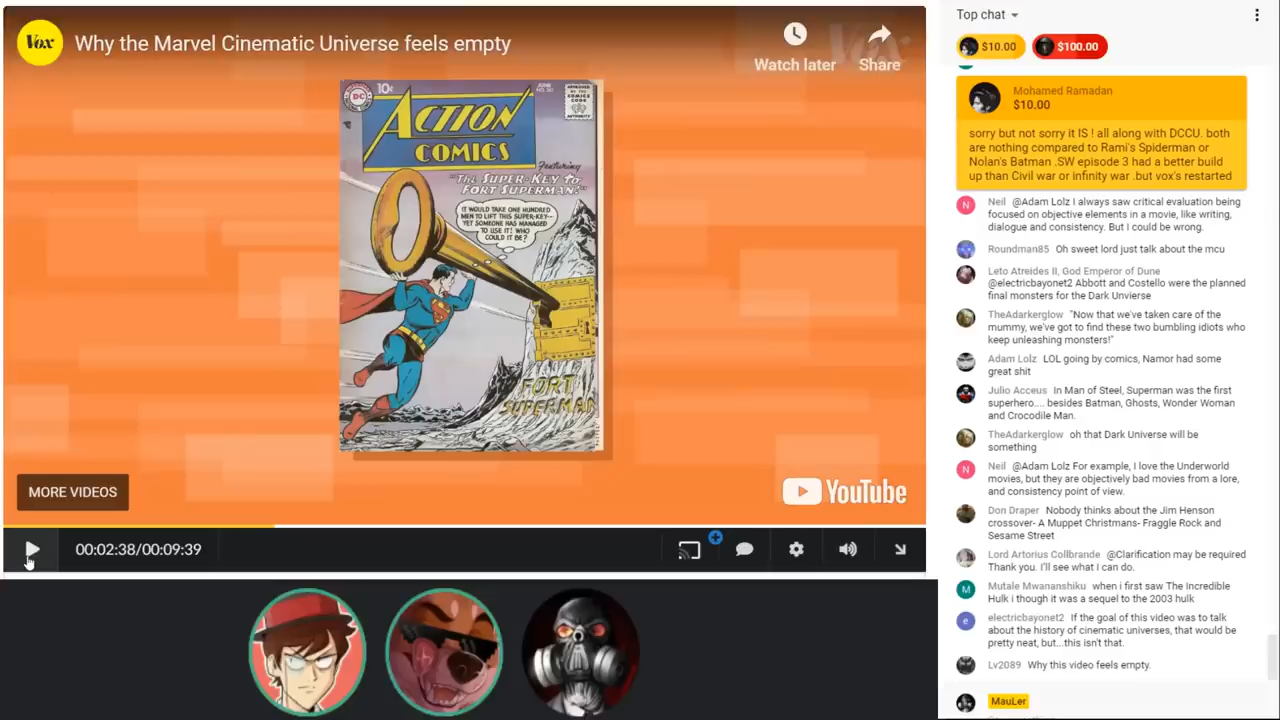 Vox
Why the Marvel Cinematic Universe feels empty
Watch later
Share
DC
10¢
ACTION
COMICS
APPROVED
BY THE
COMICS
CODE
AUTHORITY
Featuring
"THE SUPER-KEY TO
FORT SUPERMAN!"
IT WOULD TAKE ONE HUNDRED
MEN TO LIFT THIS SUPER-KEY--
YET SOMEONE HAS MANAGED
TO USE IT! WHO
COULD IT BE?
FORT
SUPERMAN
MORE VIDEOS
YouTube
00:02:38/00:09:39
Top chat
$10.00
$100.00
Mohamed Ramadan
$10.00
sorry but not sorry it IS ! all along with DCCU. both
are nothing compared to Rami's Spiderman or
Nolan's Batman .SW episode 3 had a better build
up than Civil war or infinity war .but vox's restarted
N
Neil @Adam Lolz I always saw critical evaluation being
focused on objective elements in a movie, like writing,
dialogue and consistency. But I could be wrong.
Roundman85 Oh sweet lord just talk about the mcu
Leto Atreides II, God Emperor of Dune
@electricbayonet2 Abbott and Costello were the planned
final monsters for the Dark Unvierse
TheAdarkerglow "Now that we've taken care of the
mummy, we've got to find these two bumbling idiots who
keep unleashing monsters!"
Adam Lolz LOL going by comics, Namor had some
great shit
Julio Acceus In Man of Steel, Superman was the first
superhero.... besides Batman, Ghosts, Wonder Woman
and Crocodile Man.
TheAdarkerglow oh that Dark Universe will be
something
N
Neil @Adam Lolz For example, I love the Underworld
movies, but they are objectively bad movies from a lore,
and consistency point of view.
Don Draper Nobody thinks about the Jim Henson
crossover- A Muppet Christmas- Fraggle Rock and
Sesame Street
Lord Artorius Collbrande @Clarification may be required
Thank you. I'll see what I can do.
M
Mutale Mwananshiku when i first saw The Incredible
Hulk i though it was a sequel to the 2003 hulk
e
electricbayonet2 If the goal of this video was to talk
about the history of cinematic universes, that would be
pretty neat, but...this isn't that.
Lv2089 Why this video feels empty.
MauLer